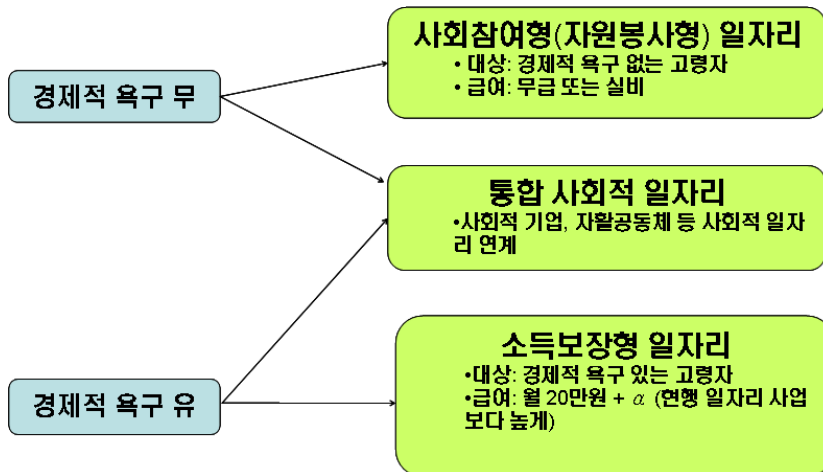 사회참여형(자원봉사형) 일자리
• 대상: 경제적 욕구 없는 고령자
• 급여: 무급 또는 실비
경제적 욕구 무
통합 사회적 일자리
•사회적 기업, 자활공동체 등 사회적 일자
리 연계
소득보장형 일자리
•대상: 경제적 욕구 있는 고령자
•급여: 월 20만원 + α (현행 일자리 사업
보다 높게)
경제적 욕구 유